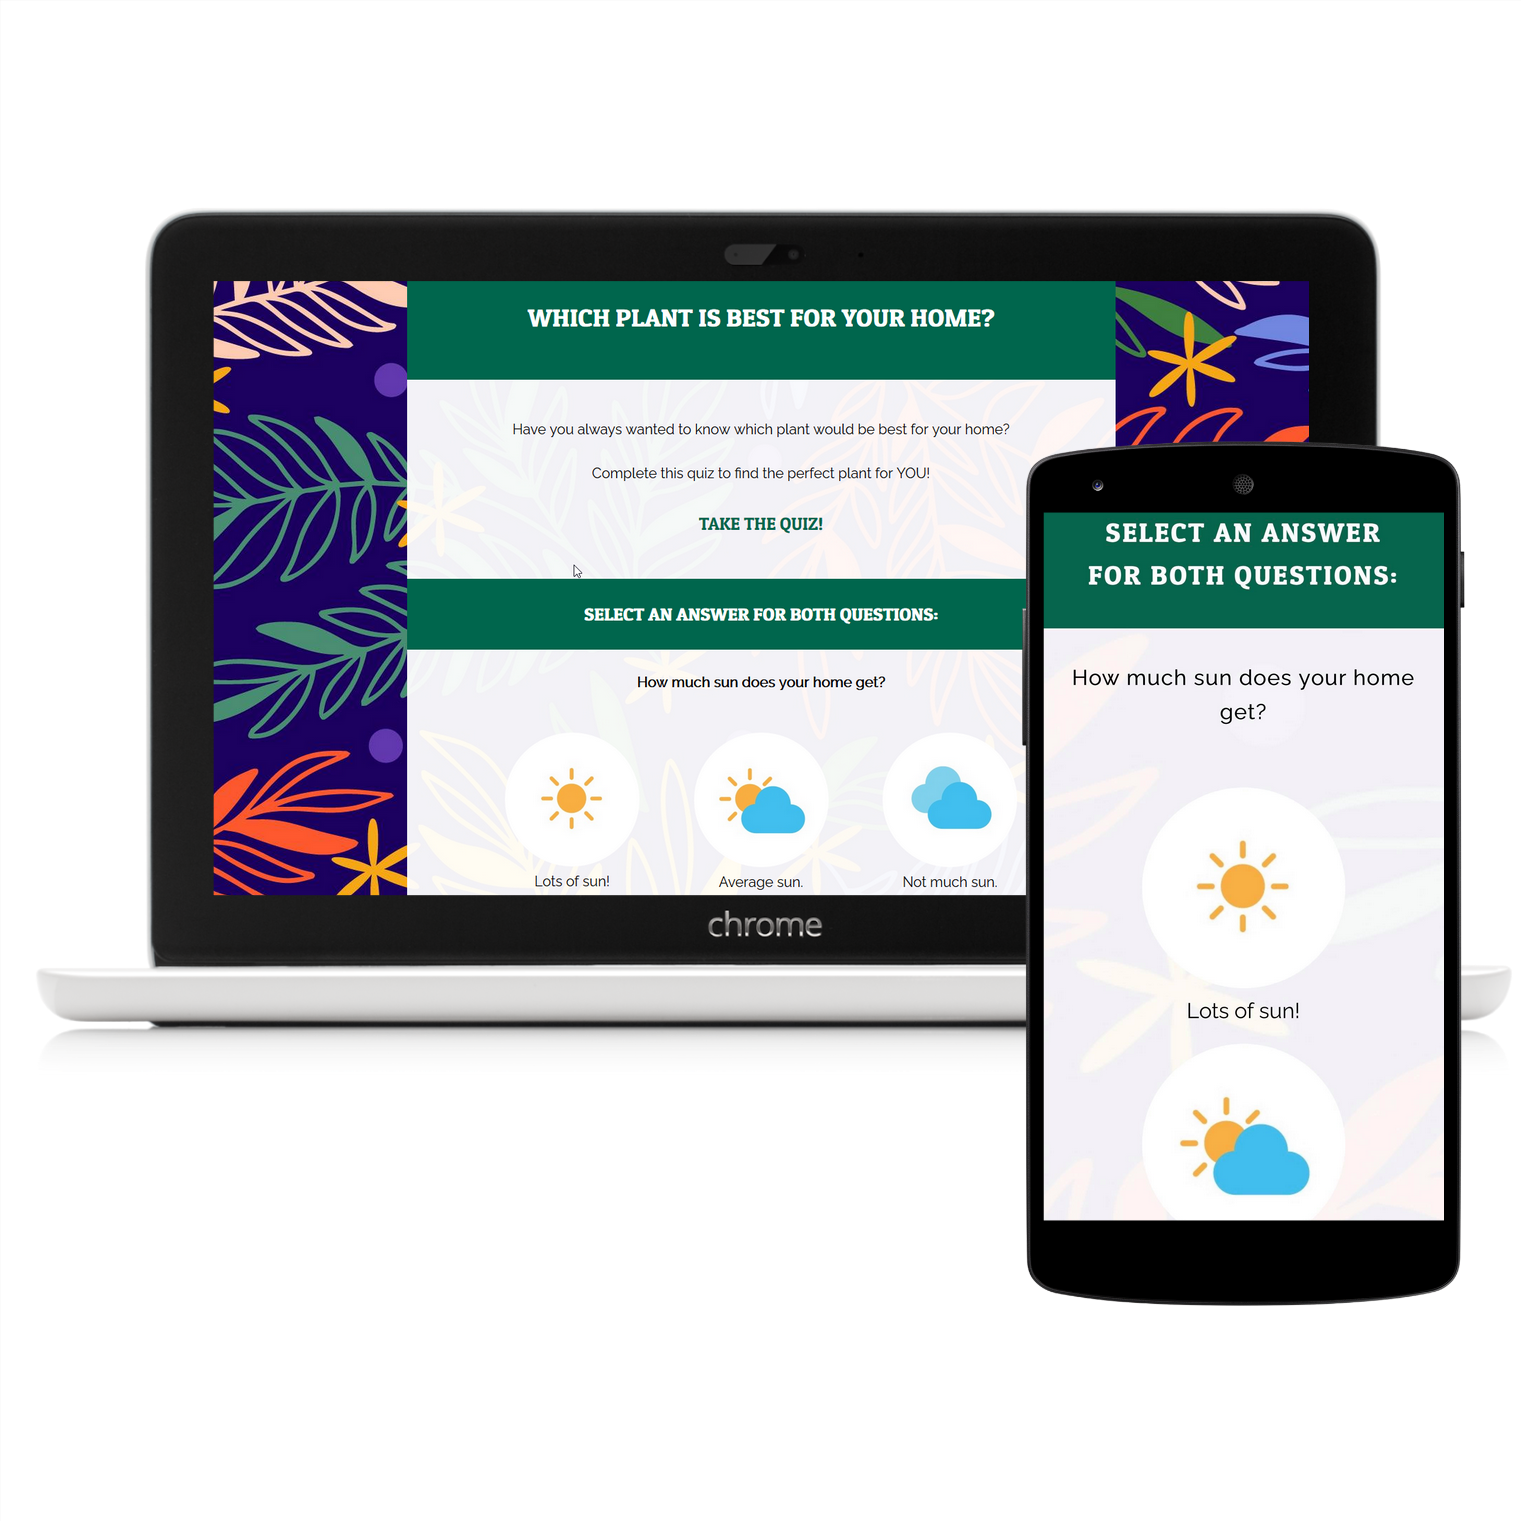 WHICH PLANT IS BEST FOR YOUR HOME?
Have you always wanted to know which plant would be best for your home?
Complete this quiz to find the perfect plant for YOU!
TAKE THE QUIZ!
SELECT AN ANSWER FOR BOTH QUESTIONS:
How much sun does your home get?
Lots of sun!
Average sun.
Not much sun.
chrome
SELECT AN ANSWER
FOR BOTH QUESTIONS:
How much sun does your home
get?
Lots of sun!